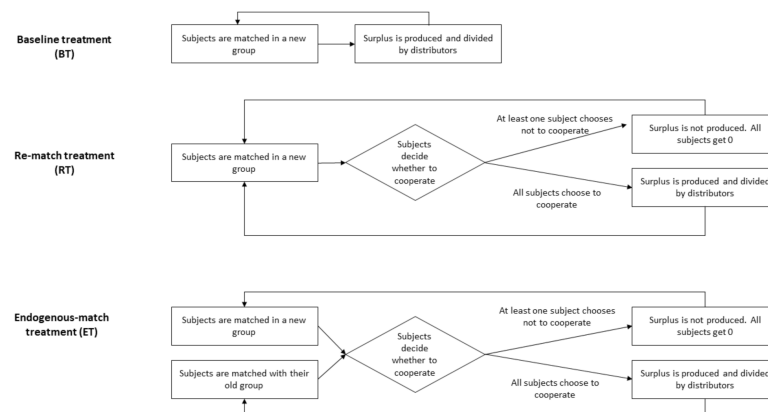 Baseline treatment
(BT)
Subjects are matched in a new
group
Surplus is produced and divided
by distributors
Re-match treatment
(RT)
Subjects are matched in a new
group
Subjects
decide
whether to
cooperate
At least one subject chooses
not to cooperate
All subjects choose to
cooperate
Surplus is not produced. All
subjects get 0
Surplus is produced and divided
by distributors
Endogenous-match
treatment (ET)
Subjects are matched in a new
group
Subjects are matched with their
old group
Subjects
decide
whether to
cooperate
At least one subject chooses
not to cooperate
All subjects choose to
cooperate
Surplus is not produced. All
subjects get 0
Surplus is produced and divided
by distributors